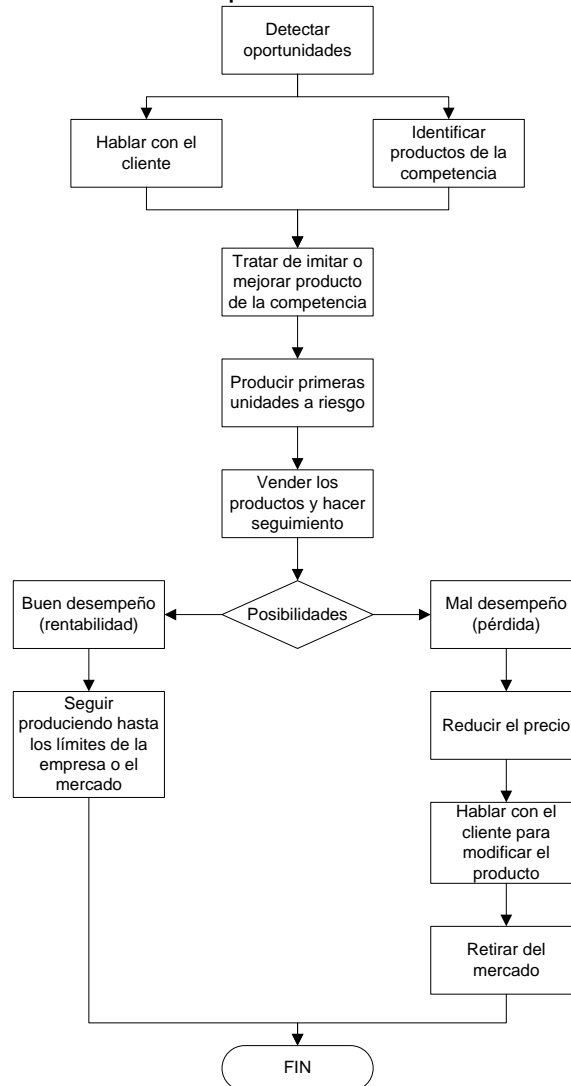 Detectar
oportunidades
Hablar con el
cliente
Identificar
productos de la
competencia
Tratar de imitar o
mejorar producto
de la competencia
Producir primeras
unidades a riesgo
Vender los
productos y hacer
seguimiento
Buen desempeño
(rentabilidad)
Posibilidades
Mal desempeño
(pérdida)
Seguir
produciendo hasta
los límites de la
empresa o el
mercado
Reducir el precio
Hablar con el
cliente para
modificar el
producto
Retirar del
mercado
FIN